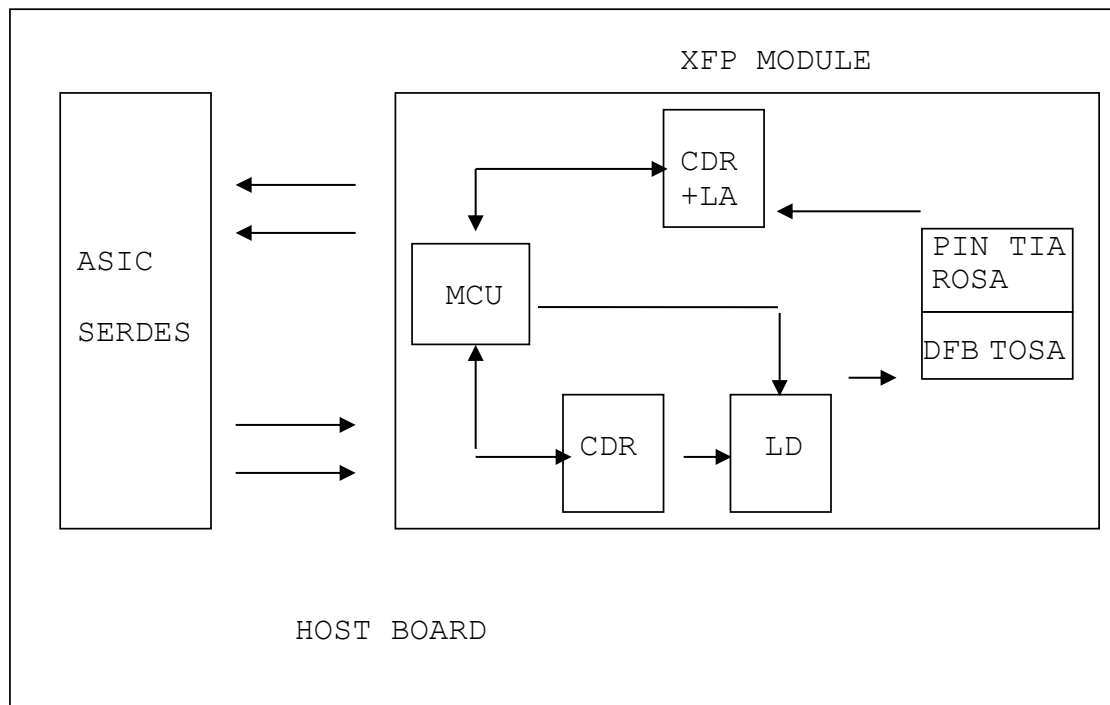 XFP MODULE
CDR
+LA
ASIC
SERDES
MCU
PIN TIA
ROSA
DFB TOSA
CDR
LD
HOST BOARD